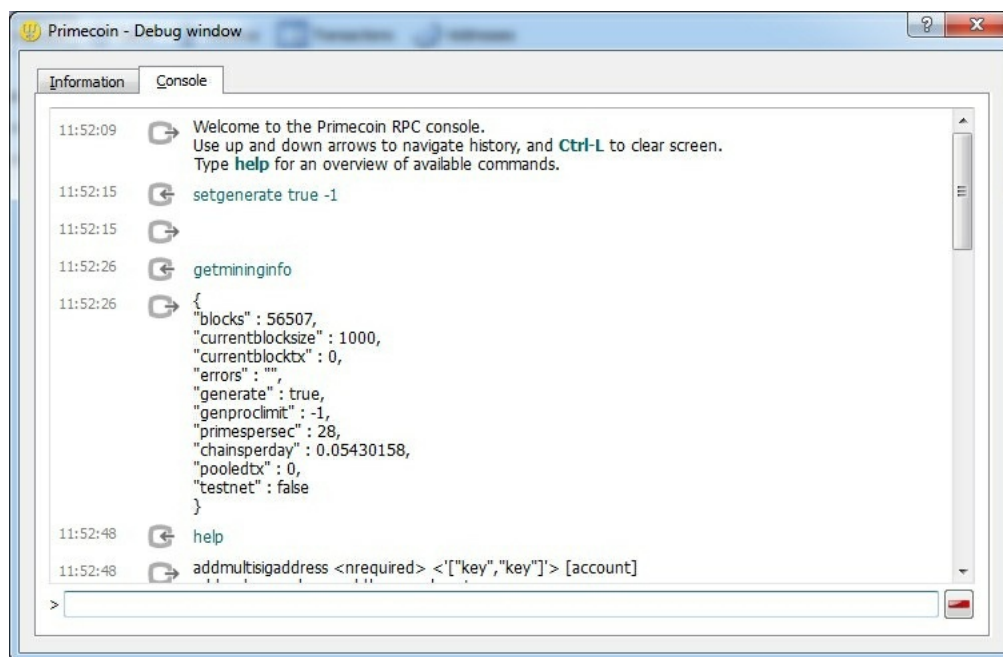 Primecoin - Debug window
Information
Console
11:52:09
Welcome to the Primecoin RPC console.
Use up and down arrows to navigate history, and Ctrl-L to clear screen.
Type help for an overview of available commands.
11:52:15
setgenerate true -1
11:52:15
11:52:26
getmininginfo
11:52:26
{
"blocks" : 56507,
"currentblocksize" : 1000,
"currentblocktx" : 0,
"errors" : "",
"generate" : true,
"genproclimit" : -1,
"primespersec" : 28,
"chainsperday" : 0.05430158,
"pooledtx" : 0,
"testnet" : false
}
11:52:48
help
11:52:48
addmultisigaddress <nrequired> <'["key","key"]'> [account]
>